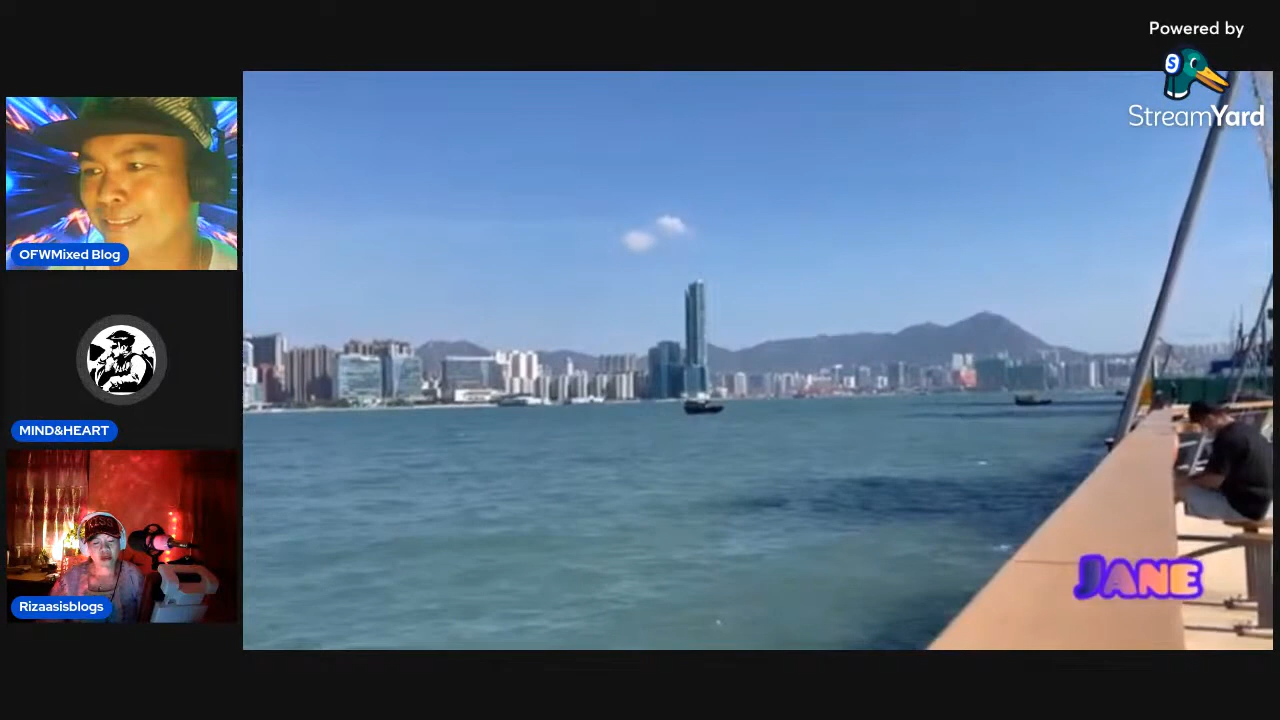 Powered by
StreamYard
OFWMixed Blog
MIND&HEART
Rizaasisblogs
JANE